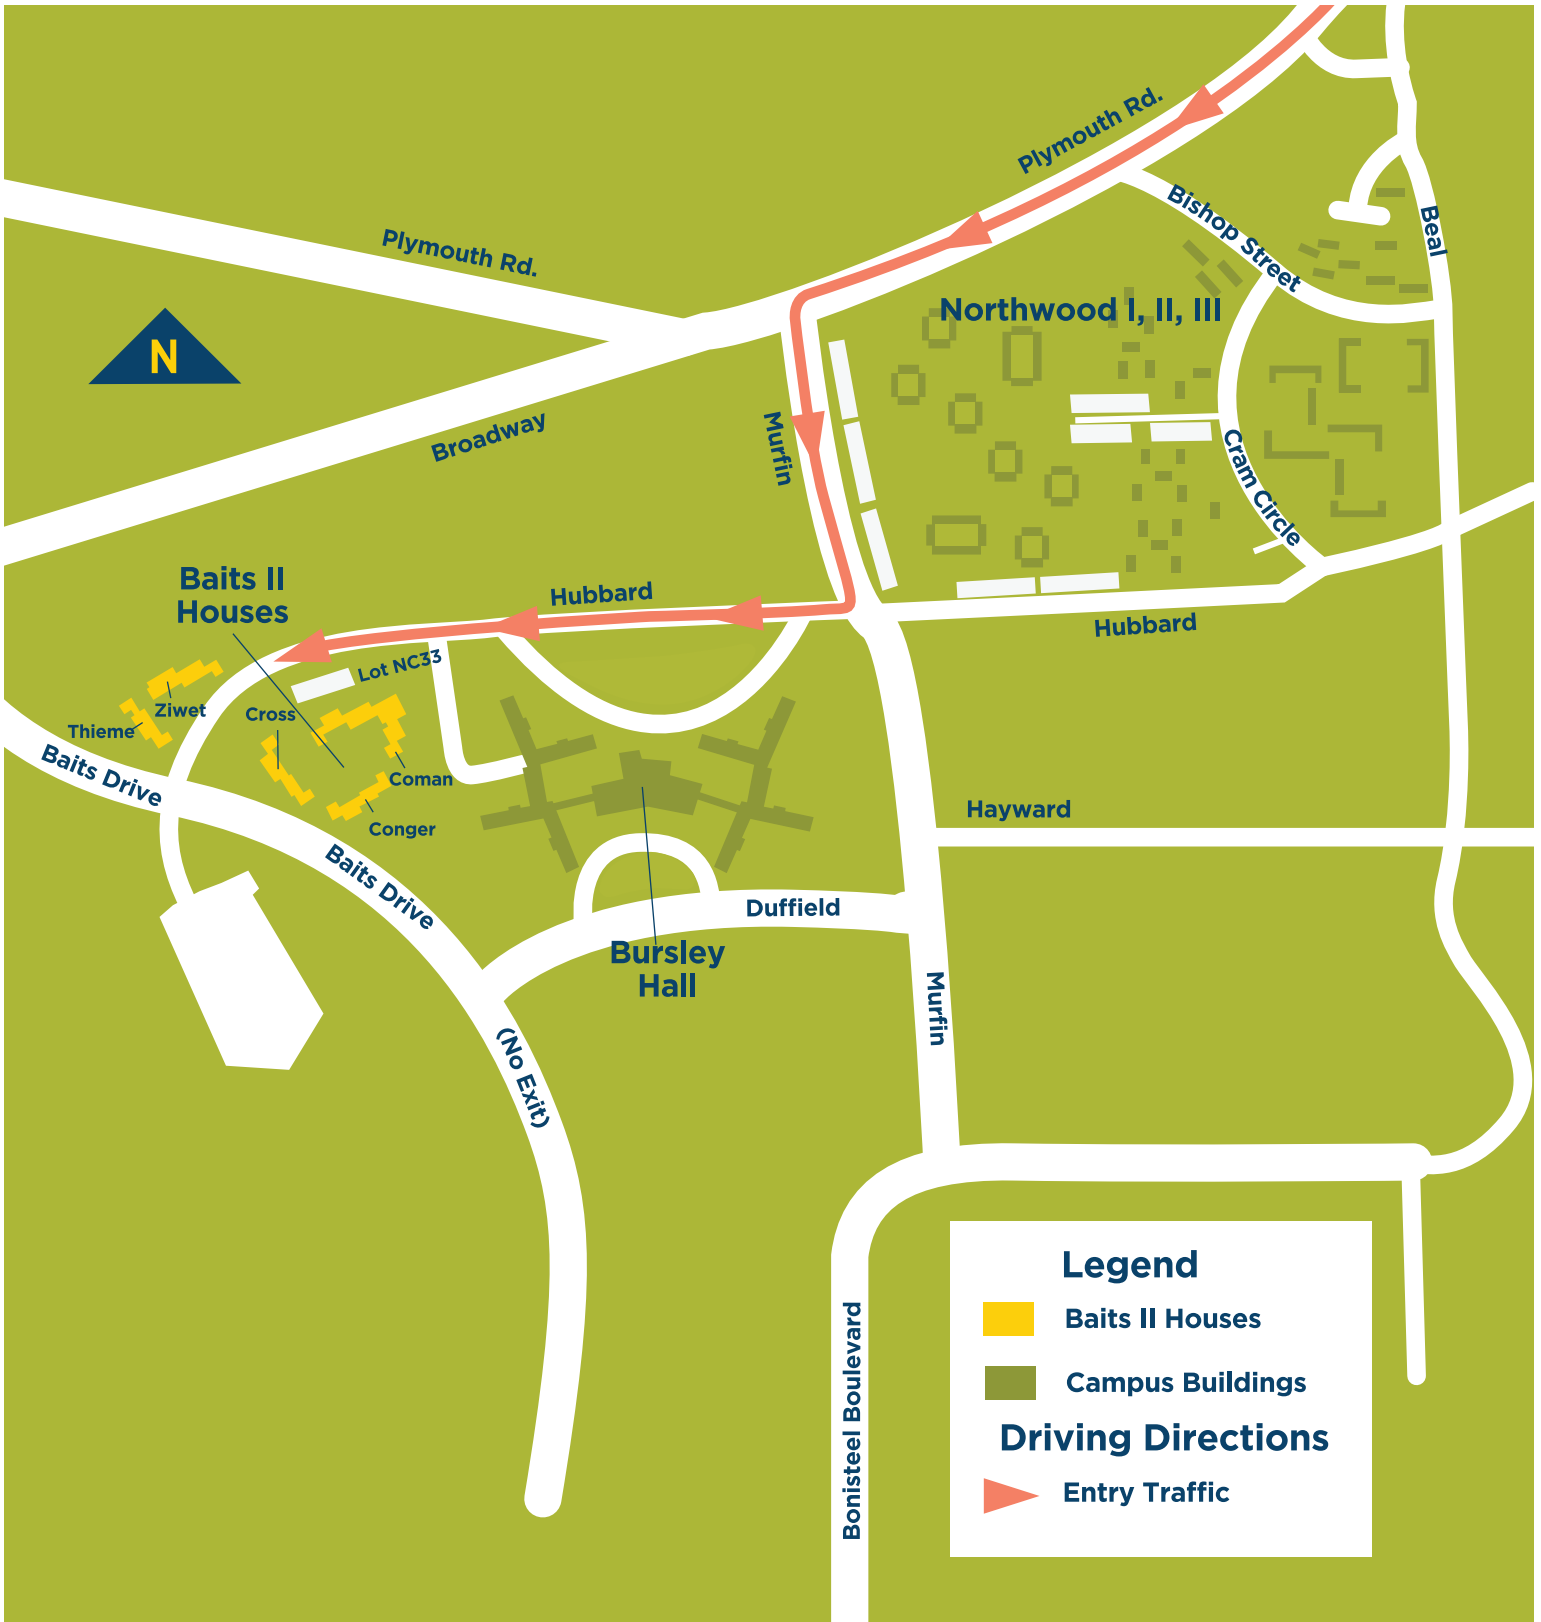 Plymouth Rd.
Bishop Street
Beal
Plymouth Rd.
Northwood I, II, III
N
Broadway
Murfin
Cram Circle
Baits II
Houses
Hubbard
Hubbard
Lot NC33
Ziwet
Cross
Thieme
Baits Drive
Coman
Conger
Hayward
Baits Drive
Duffield
Bursley
Hall
Murfin
(No Exit)
Bonisteel Boulevard
Legend
Baits II Houses
Campus Buildings
Driving Directions
Entry Traffic